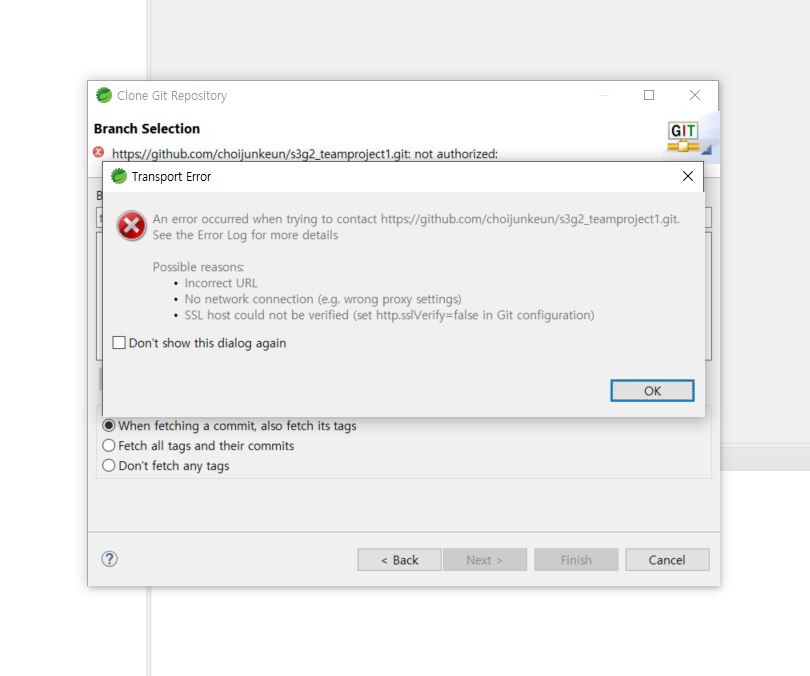 Clone Git Repository
Branch Selection
GIT
https://github.com/choijunkeun/s3g2_teamproject1.git: not authorized:
Transport Error
An error occurred when trying to contact https://github.com/choijunkeun/s3g2_teamproject1.git.
See the Error Log for more details
Possible reasons:
• Incorrect URL
• No network connection (e.g. wrong proxy settings)
• SSL host could not be verified (set http.sslVerify=false in Git configuration)
Don't show this dialog again
OK
When fetching a commit, also fetch its tags
Fetch all tags and their commits
Don't fetch any tags
? < Back Next > Finish Cancel